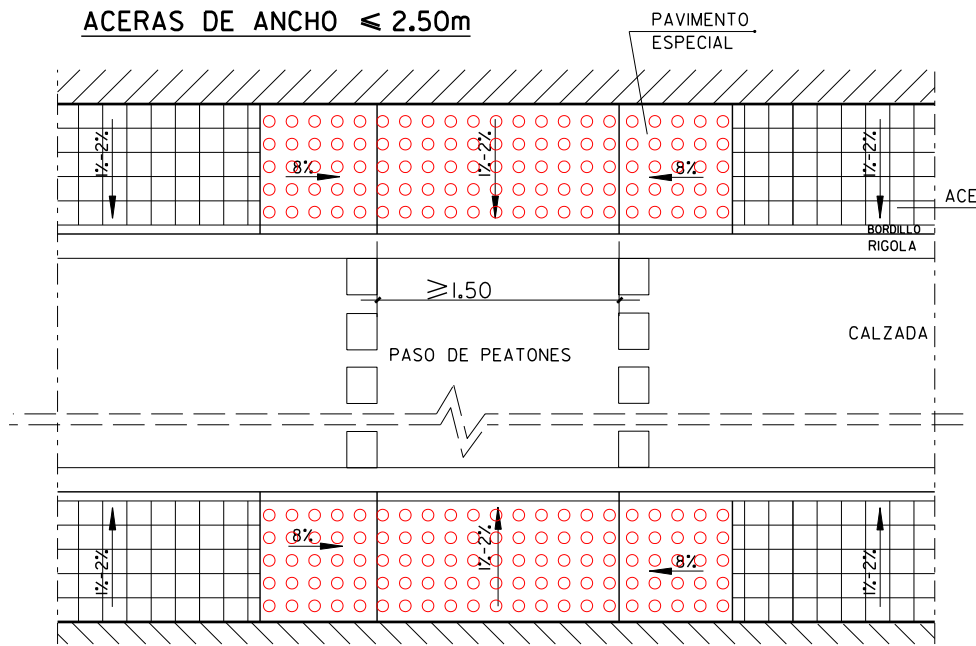 ACERAS DE ANCHO ≤ 2.50m
PAVIMENTO
ESPECIAL
1%-2%
8%
1%-2%
8%
1%-2%
ACE
BORDILLO
RIGOLA
≥1.50
CALZADA
PASO DE PEATONES
8%
1%-2%
8%
1%-2%
1%-2%